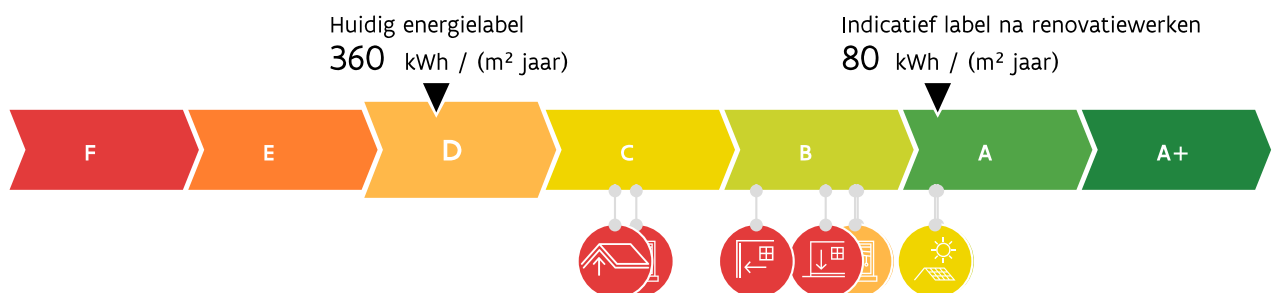 Huidig energielabel
360 kWh / (m² jaar)
Indicatief label na renovatiewerken
80 kWh / (m² jaar)
F E D C B A A+